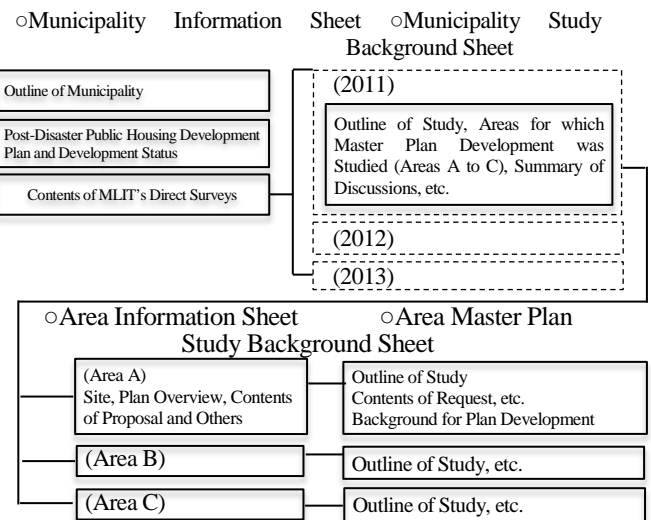 ○Municipality Information Sheet ○Municipality Study
Background Sheet
Outline of Municipality
Post-Disaster Public Housing Development
Plan and Development Status
Contents of MLIT's Direct Surveys
(2011)
Outline of Study, Areas for which
Master Plan Development was
Studied (Areas A to C), Summary of
Discussions, etc.
(2012)
(2013)
○Area Information Sheet ○Area Master Plan
Study Background Sheet
(Area A)
Site, Plan Overview, Contents
of Proposal and Others
Outline of Study
Contents of Request, etc.
Background for Plan Development
(Area B)
Outline of Study, etc.
(Area C)
Outline of Study, etc.